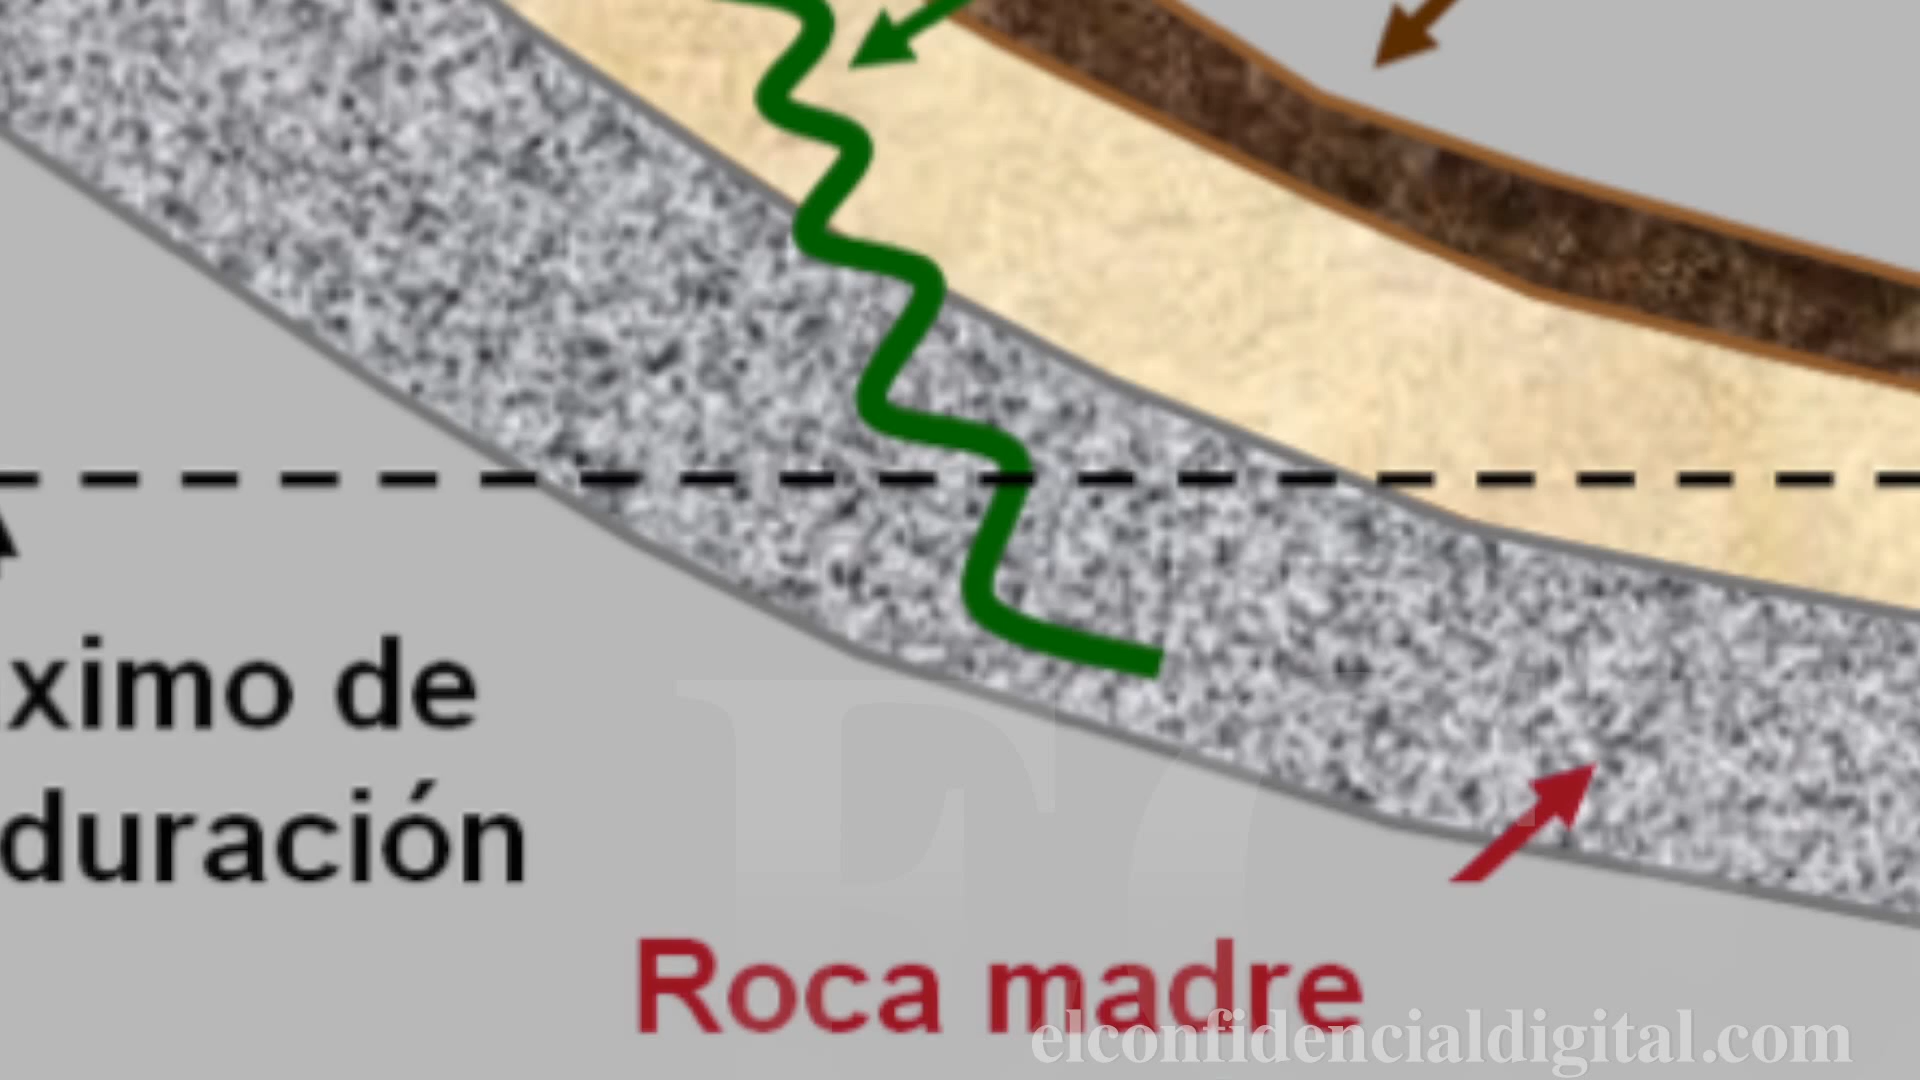 ximo de
duración
Roca madre
elconfidencialdigital.com